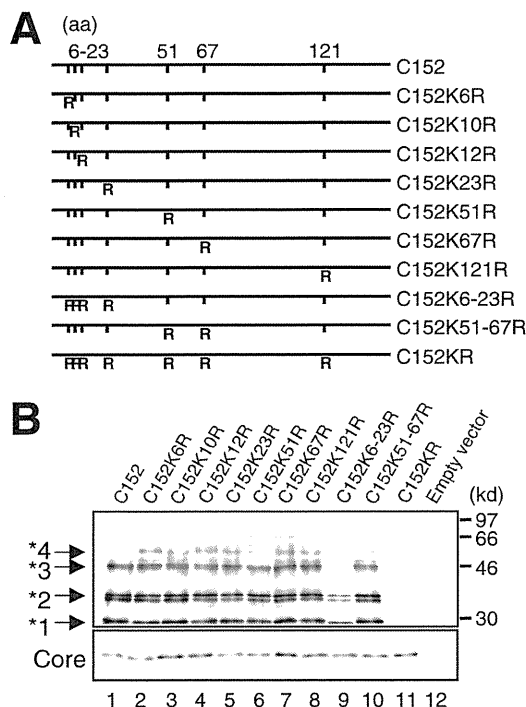 A (aa)
6-23 51 67 121
C152
R C152K6R
R C152K10R
R C152K12R
R C152K23R
R C152K51R
R C152K67R
R C152K121R
R R R R C152K6-23R
R R C152K51-67R
R R R R R R R C152KR
B
C152 C152K6R C152K10R C152K12R C152K23R C152K51R C152K67R C152K121R C152K6-23R C152K51-67R C152KR Empty vector (kd)
97
*4 66
*3 46
*2
*1 30
Core
1 2 3 4 5 6 7 8 9 10 11 12